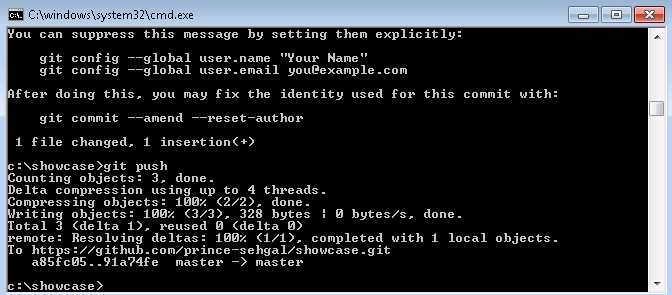 C:\windows\system32\cmd.exe
You can suppress this message by setting them explicitly:
git config --global user.name "Your Name"
git config --global user.email you@example.com
After doing this, you may fix the identity used for this commit with:
git commit --amend --reset-author
1 file changed, 1 insertion(+)
c:\showcase>git push
Counting objects: 3, done.
Delta compression using up to 4 threads.
Compressing objects: 100% (2/2), done.
Writing objects: 100% (3/3), 328 bytes ¦ 0 bytes/s, done.
Total 3 (delta 1), reused 0 (delta 0)
remote: Resolving deltas: 100% (1/1), completed with 1 local objects.
To https://github.com/prince-sehgal/showcase.git
a85fc05..91a74fe  master -> master
c:\showcase>